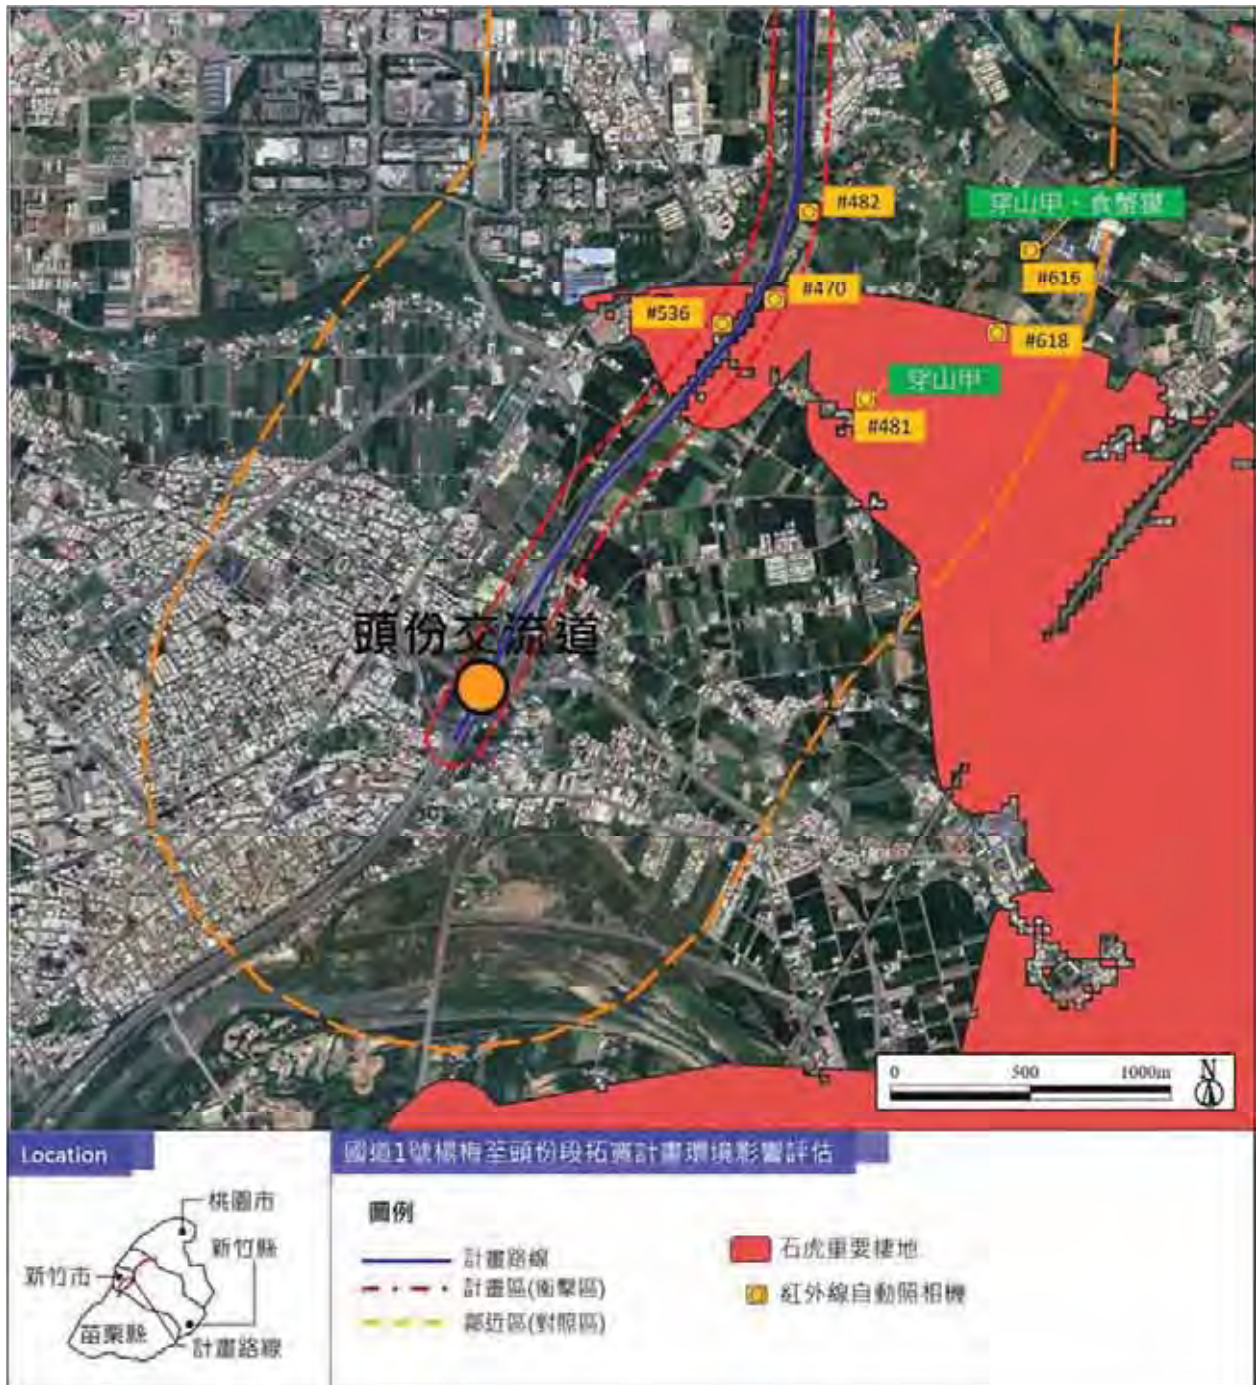 #482
穿山甲、食蟹獴
#616
#470
#536
#618
穿山甲
#481
頭份交流道
0 500 1000m
N
Location
國道1號楊梅至頭份段拓寬計畫環境影響評估
桃園市
新竹縣
新竹市
苗栗縣
計畫路線
圖例
計畫路線
計畫區(衝擊區)
鄰近區(對照區)
石虎重要棲地
紅外線自動照相機